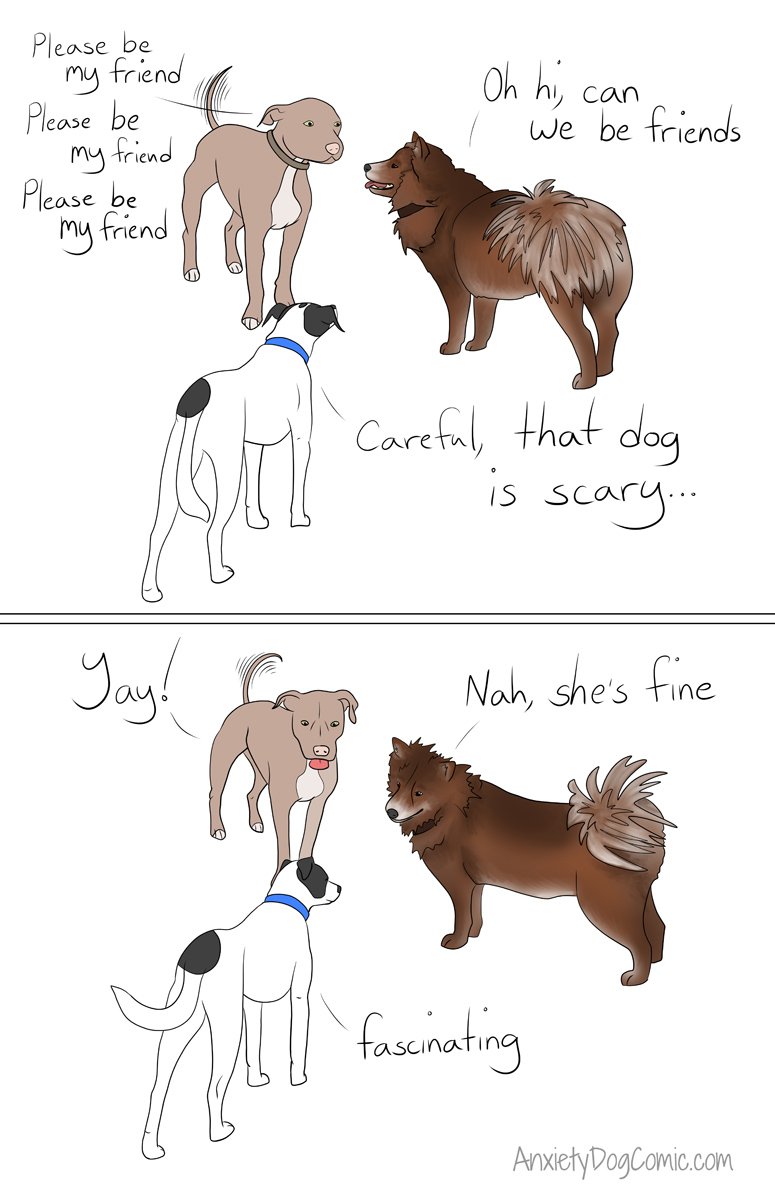 Please be
my friend
Please be
my friend
Please be
my friend
Oh hi, can
we be friends
Careful, that dog
is scary...
Yay!
Nah, she's fine
fascinating
AnxietyDogComic.com